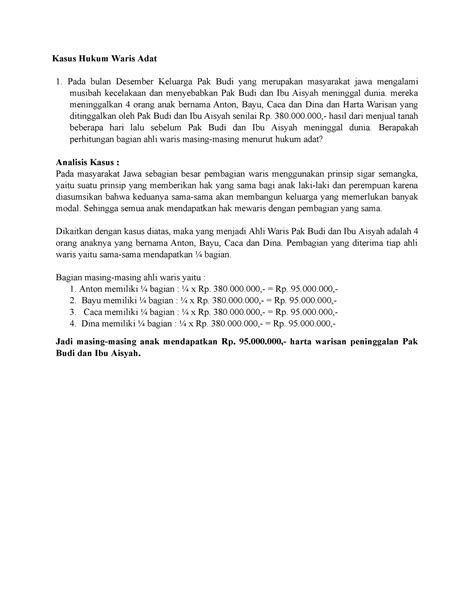 Kasus Hukum Waris Adat
1. Pada bulan Desember Keluarga Pak Budi yang merupakan masyarakat jawa mengalami
musibah kecelakaan dan menyebabkan Pak Budi dan Ibu Aisyah meninggal dunia. mereka
meninggalkan 4 orang anak bernama Anton, Bayu, Caca dan Dina dan Harta Warisan yang
ditinggalkan oleh Pak Budi dan Ibu Aisyah senilai Rp. 380.000.000,- hasil dari menjual tanah
beberapa hari lalu sebelum Pak Budi dan Ibu Aisyah meninggal dunia. Berapakah
perhitungan bagian ahli waris masing-masing menurut hukum adat?
Analisis Kasus :
Pada masyarakat Jawa sebagian besar pembagian waris menggunakan prinsip sigar semangka,
yaitu suatu prinsip yang memberikan hak yang sama bagi anak laki-laki dan perempuan karena
diasumsikan bahwa keduanya sama-sama akan membangun keluarga yang memerlukan banyak
modal. Sehingga semua anak mendapatkan hak mewaris dengan pembagian yang sama.
Dikaitkan dengan kasus diatas, maka yang menjadi Ahli Waris Pak Budi dan Ibu Aisyah adalah 4
orang anaknya yang bernama Anton, Bayu, Caca dan Dina. Pembagian yang diterima tiap ahli
waris yaitu sama-sama mendapatkan ¼ bagian.
Bagian masing-masing ahli waris yaitu :
1. Anton memiliki ¼ bagian : ¼ x Rp. 380.000.000,- = Rp. 95.000.000,-
2. Bayu memiliki ¼ bagian : ¼ x Rp. 380.000.000,- = Rp. 95.000.000,-
3. Caca memiliki ¼ bagian : ¼ x Rp. 380.000.000,- = Rp. 95.000.000,-
4. Dina memiliki ¼ bagian : ¼ x Rp. 380.000.000,- = Rp. 95.000.000,-
Jadi masing-masing anak mendapatkan Rp. 95.000.000,- harta warisan peninggalan Pak
Budi dan Ibu Aisyah.